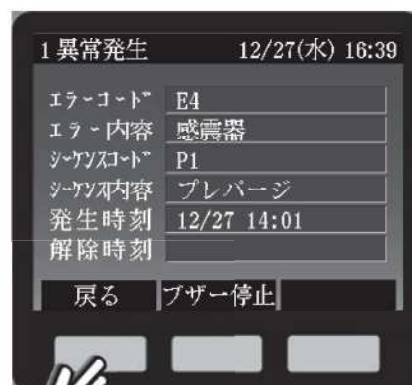 1 異常発生 12/27(水) 16:39
エラーコード E4
エラー内容 感震器
シーケンスコード P1
シーケンス内容 プレパージ
発生時刻 12/27 14:01
解除時刻
戻る ブザー停止